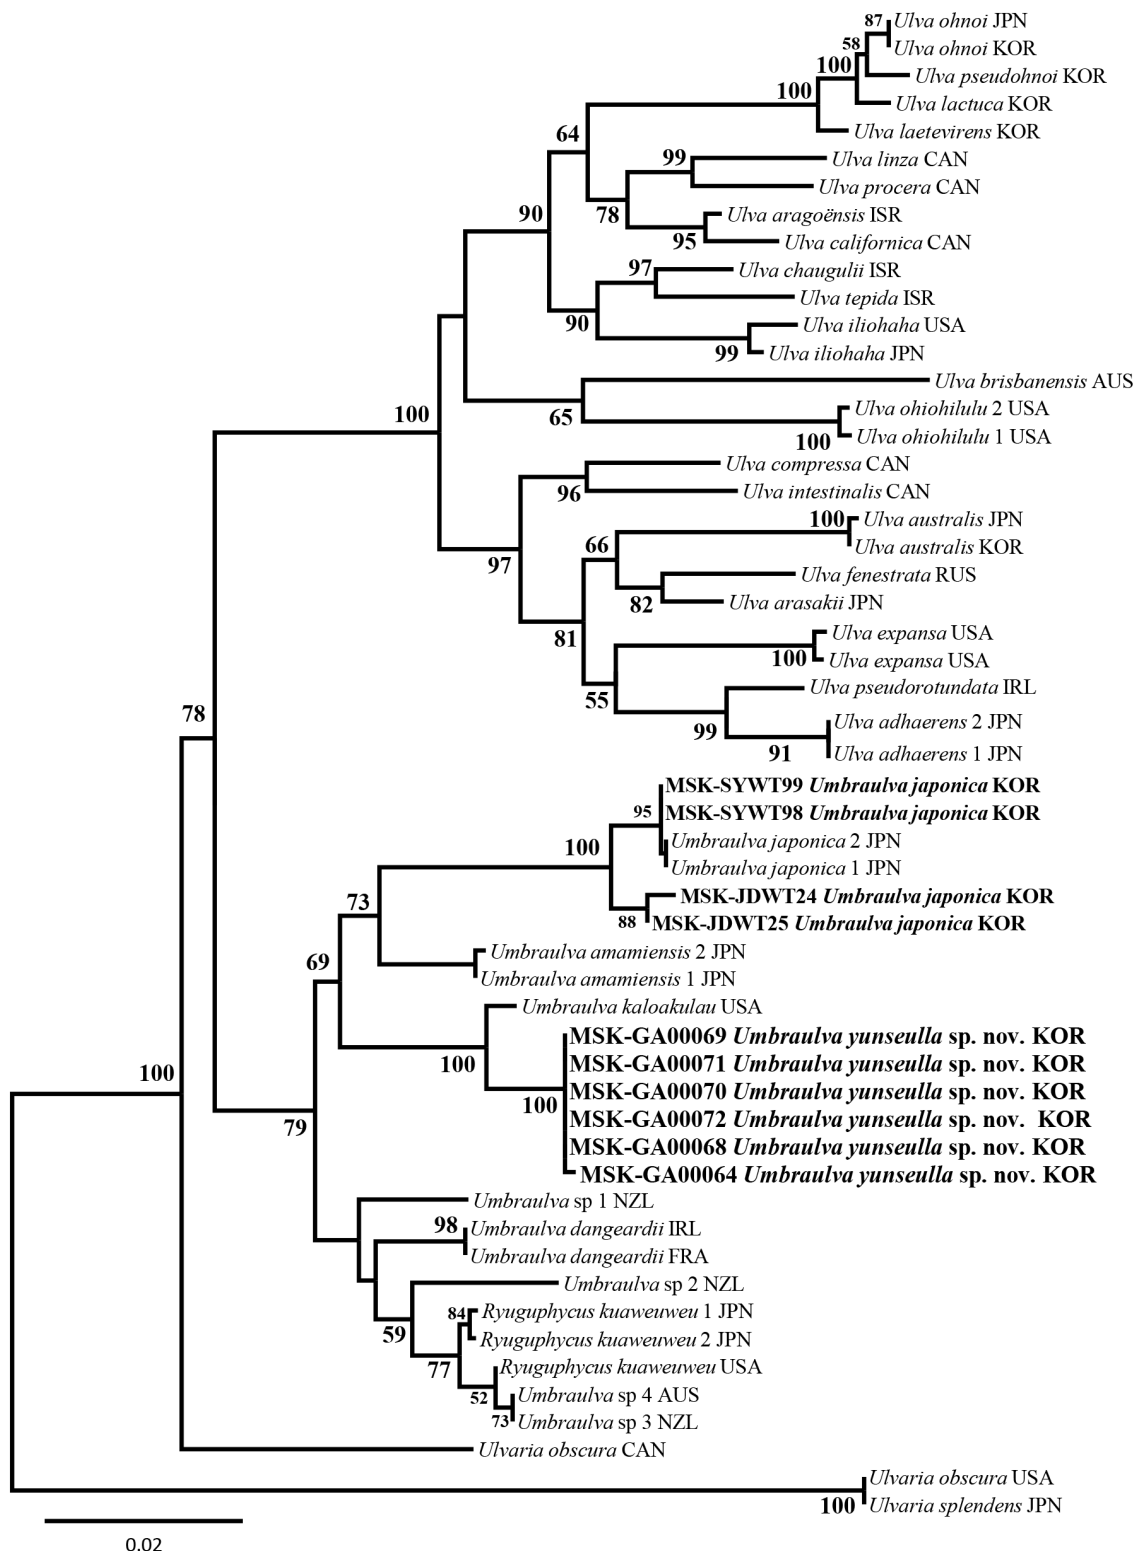 87
Ulva ohnoi JPN
58
Ulva ohnoi KOR
100
Ulva pseudohnoi KOR
100
Ulva lactuca KOR
Ulva laetevirens KOR
64
99
Ulva linza CAN
Ulva procera CAN
90
78
Ulva aragoënsis ISR
95
Ulva californica CAN
97
Ulva chaugulii ISR
Ulva tepida ISR
90
Ulva iliohaha USA
99
Ulva iliohaha JPN
Ulva brisbanensis AUS
100
65
Ulva ohiohilulu 2 USA
100
Ulva ohiohilulu 1 USA
Ulva compressa CAN
96
Ulva intestinalis CAN
100
Ulva australis JPN
66
Ulva australis KOR
97
Ulva fenestrata RUS
82
Ulva arasakii JPN
81
Ulva expansa USA
100
Ulva expansa USA
55
Ulva pseudorotundata IRL
78
99
Ulva adhaerens 2 JPN
91
Ulva adhaerens 1 JPN
MSK-SYWT99 Umbraulva japonica KOR
95
MSK-SYWT98 Umbraulva japonica KOR
100
Umbraulva japonica 2 JPN
Umbraulva japonica 1 JPN
73
MSK-JDWT24 Umbraulva japonica KOR
88
MSK-JDWT25 Umbraulva japonica KOR
69
Umbraulva amamiensis 2 JPN
Umbraulva amamiensis 1 JPN
Umbraulva kaloakulau USA
MSK-GA00069 Umbraulva yunseulla sp. nov. KOR
100
100
MSK-GA00071 Umbraulva yunseulla sp. nov. KOR
MSK-GA00070 Umbraulva yunseulla sp. nov. KOR
100
79
MSK-GA00072 Umbraulva yunseulla sp. nov. KOR
MSK-GA00068 Umbraulva yunseulla sp. nov. KOR
MSK-GA00064 Umbraulva yunseulla sp. nov. KOR
Umbraulva sp 1 NZL
98
Umbraulva dangeardii IRL
Umbraulva dangeardii FRA
Umbraulva sp 2 NZL
84
Ryuguphycus kuaweuweu 1 JPN
59
Ryuguphycus kuaweuweu 2 JPN
77
Ryuguphycus kuaweuweu USA
52
Umbraulva sp 4 AUS
73
Umbraulva sp 3 NZL
Ulvaria obscura CAN
Ulvaria obscura USA
100
Ulvaria splendens JPN
0.02